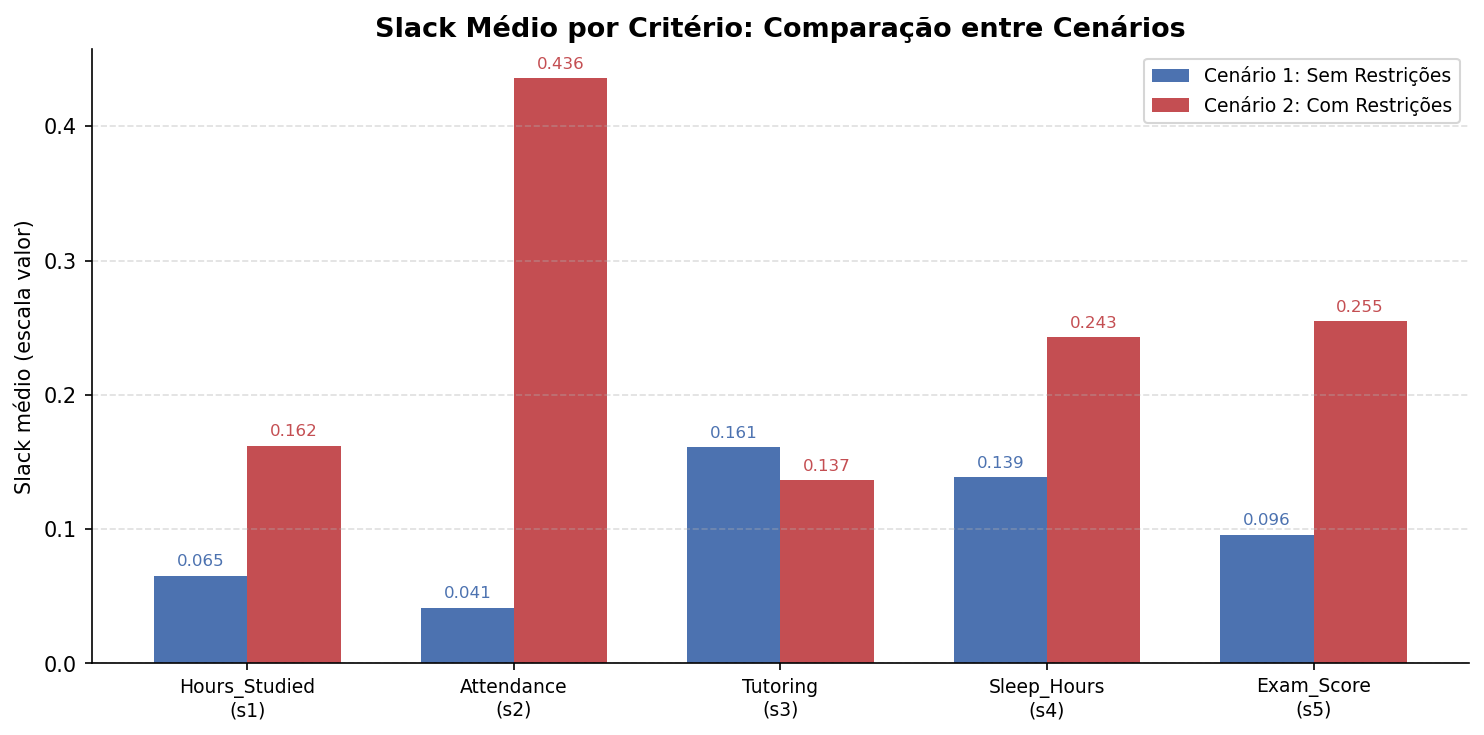 Slack Médio por Critério: Comparação entre Cenários
Cenário 1: Sem Restrições
Cenário 2: Com Restrições
Slack médio (escala valor)
0.4
0.3
0.2
0.1
0.0
0.065
0.162
0.041
0.436
0.161
0.137
0.139
0.243
0.096
0.255
Hours_Studied
(s1)
Attendance
(s2)
Tutoring
(s3)
Sleep_Hours
(s4)
Exam_Score
(s5)